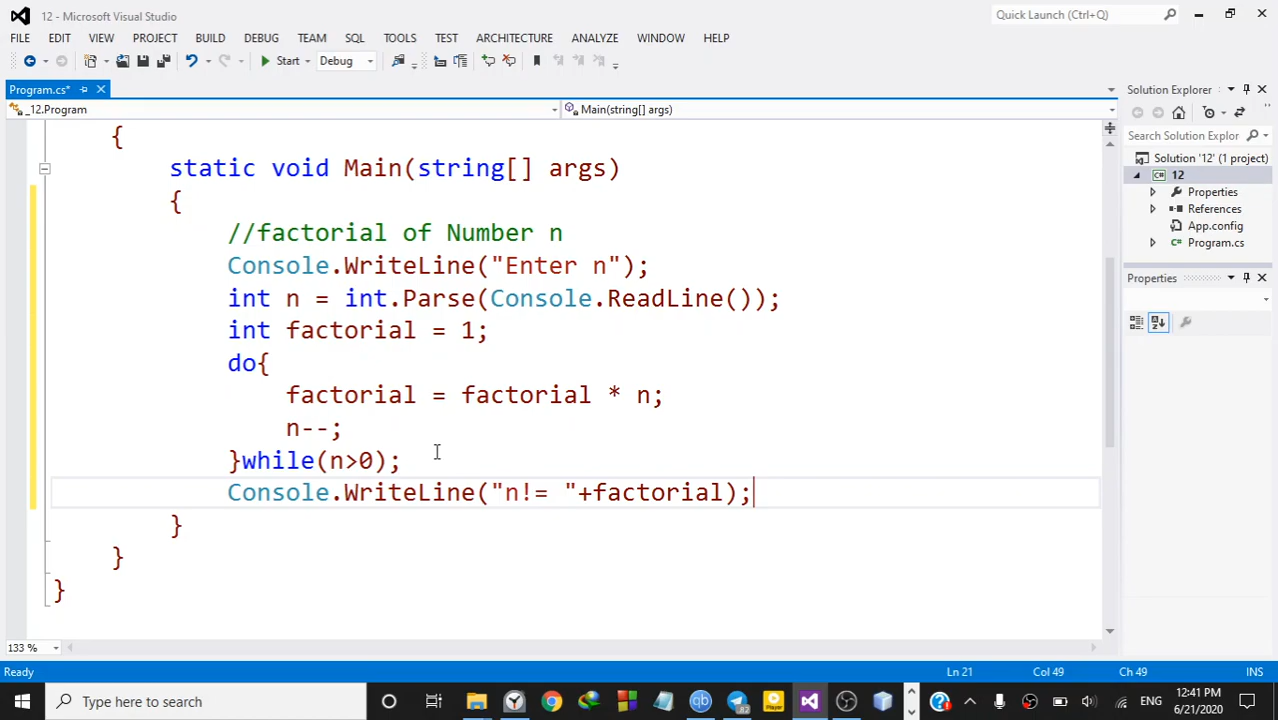 12 - Microsoft Visual Studio
Quick Launch (Ctrl+Q)
FILE EDIT VIEW PROJECT BUILD DEBUG TEAM SQL TOOLS TEST ARCHITECTURE ANALYZE WINDOW HELP
Start Debug
Program.cs*
Solution Explorer
_12.Program
Main(string[] args)
{
static void Main(string[] args)
{
//factorial of Number n
Console.WriteLine("Enter n");
int n = int.Parse(Console.ReadLine());
int factorial = 1;
do{
factorial = factorial * n;
n--;
}while(n>0);
Console.WriteLine("n!= "+factorial);
}
}
}
Search Solution Explor
Solution '12' (1 project)
C# 12
Properties
References
App.config
C# Program.cs
Properties
133 %
Ready
Ln 21 Col 49 Ch 49 INS
Type here to search
qb
82
Player
ENG
12:41 PM
6/21/2020